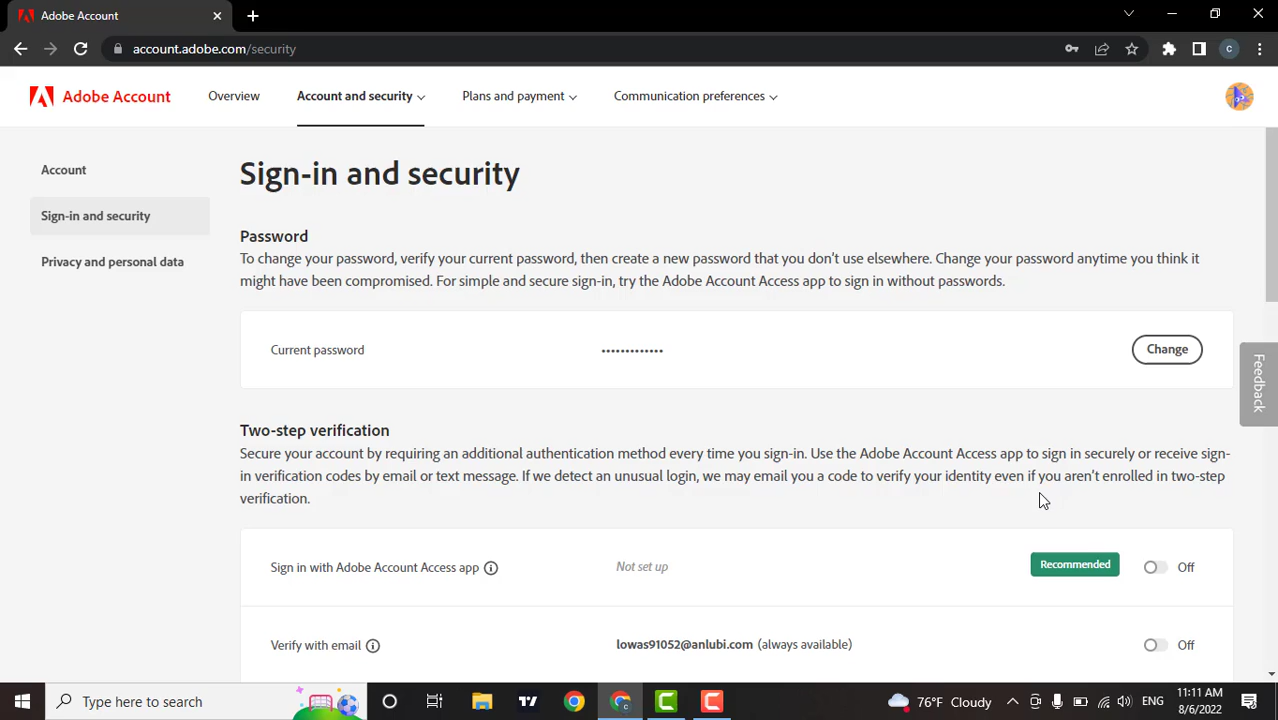 Adobe Account
account.adobe.com/security
C
Adobe Account
Overview
Account and security
Plans and payment
Communication preferences
Account
Sign-in and security
Privacy and personal data
Sign-in and security
Password
To change your password, verify your current password, then create a new password that you don't use elsewhere. Change your password anytime you think it
might have been compromised. For simple and secure sign-in, try the Adobe Account Access app to sign in without passwords.
Current password
•••••••••••••
Change
Feedback
Two-step verification
Secure your account by requiring an additional authentication method every time you sign-in. Use the Adobe Account Access app to sign in securely or receive sign-
in verification codes by email or text message. If we detect an unusual login, we may email you a code to verify your identity even if you aren't enrolled in two-step
verification.
Sign in with Adobe Account Access app
Not set up
Recommended
Off
Verify with email
lowas91052@anlubi.com (always available)
Off
Type here to search
76°F Cloudy
ENG
11:11 AM
8/6/2022